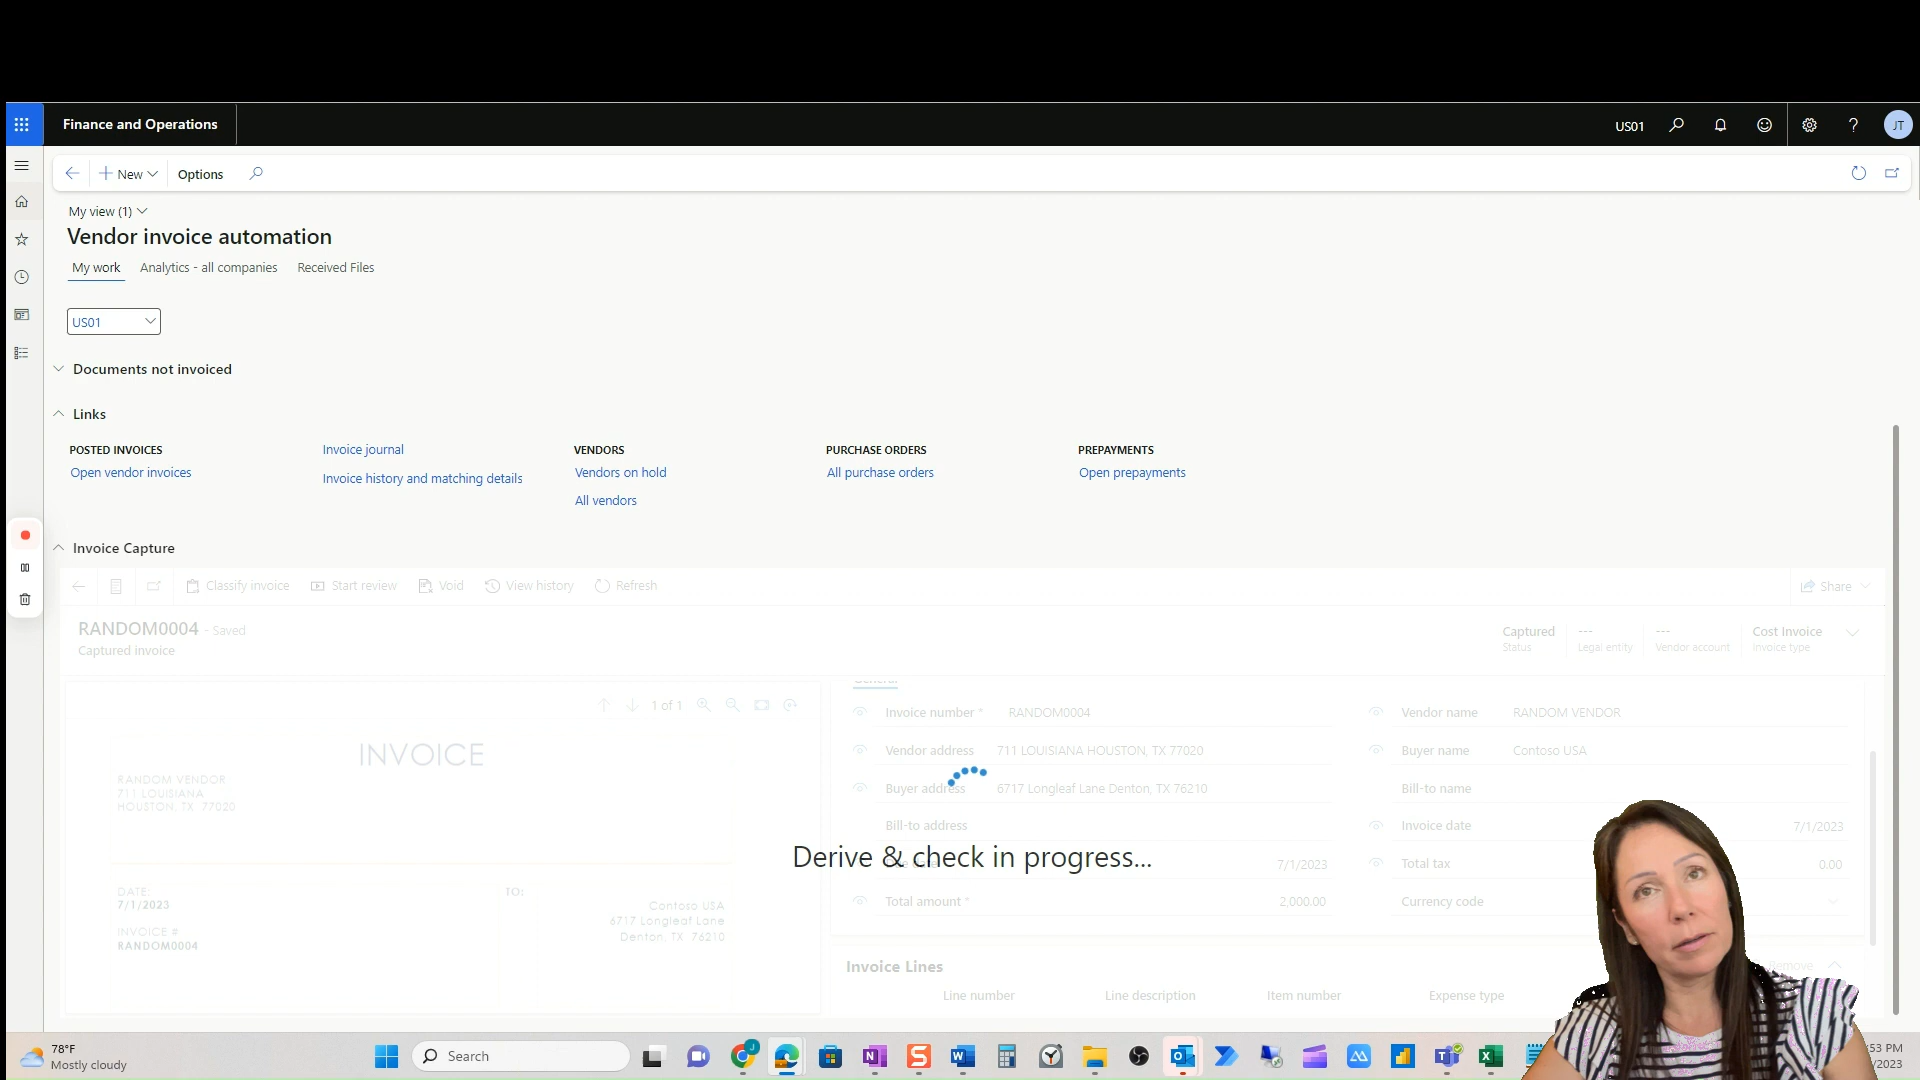 Finance and Operations
US01
JT
New
Options
My view (1)
Vendor invoice automation
My work
Analytics - all companies
Received Files
US01
Documents not invoiced
Links
POSTED INVOICES
Open vendor invoices
Invoice journal
Invoice history and matching details
VENDORS
Vendors on hold
All vendors
PURCHASE ORDERS
All purchase orders
PREPAYMENTS
Open prepayments
Invoice Capture
Classify invoice
Start review
Void
View history
Refresh
Share
RANDOM0004 - Saved
Captured invoice
Captured
Status
---
Legal entity
---
Vendor account
Cost Invoice
Invoice type
1 of 1
INVOICE
RANDOM VENDOR
711 LOUISIANA
HOUSTON, TX 77020
DATE:
7/1/2023
INVOICE #
RANDOM0004
TO:
Contoso USA
6717 Longleaf Lane
Denton, TX 76210
General
Invoice number * RANDOM0004
Vendor name RANDOM VENDOR
Vendor address 711 LOUISIANA HOUSTON, TX 77020
Buyer name Contoso USA
Buyer address 6717 Longleaf Lane Denton, TX 76210
Bill-to name
Bill-to address
Invoice date 7/1/2023
Derive & check in progress...
7/1/2023
Total tax 0.00
Total amount * 2,000.00
Currency code
Invoice Lines
Remove
Line number
Line description
Item number
Expense type
78°F
Mostly cloudy
Search
53 PM
/2023